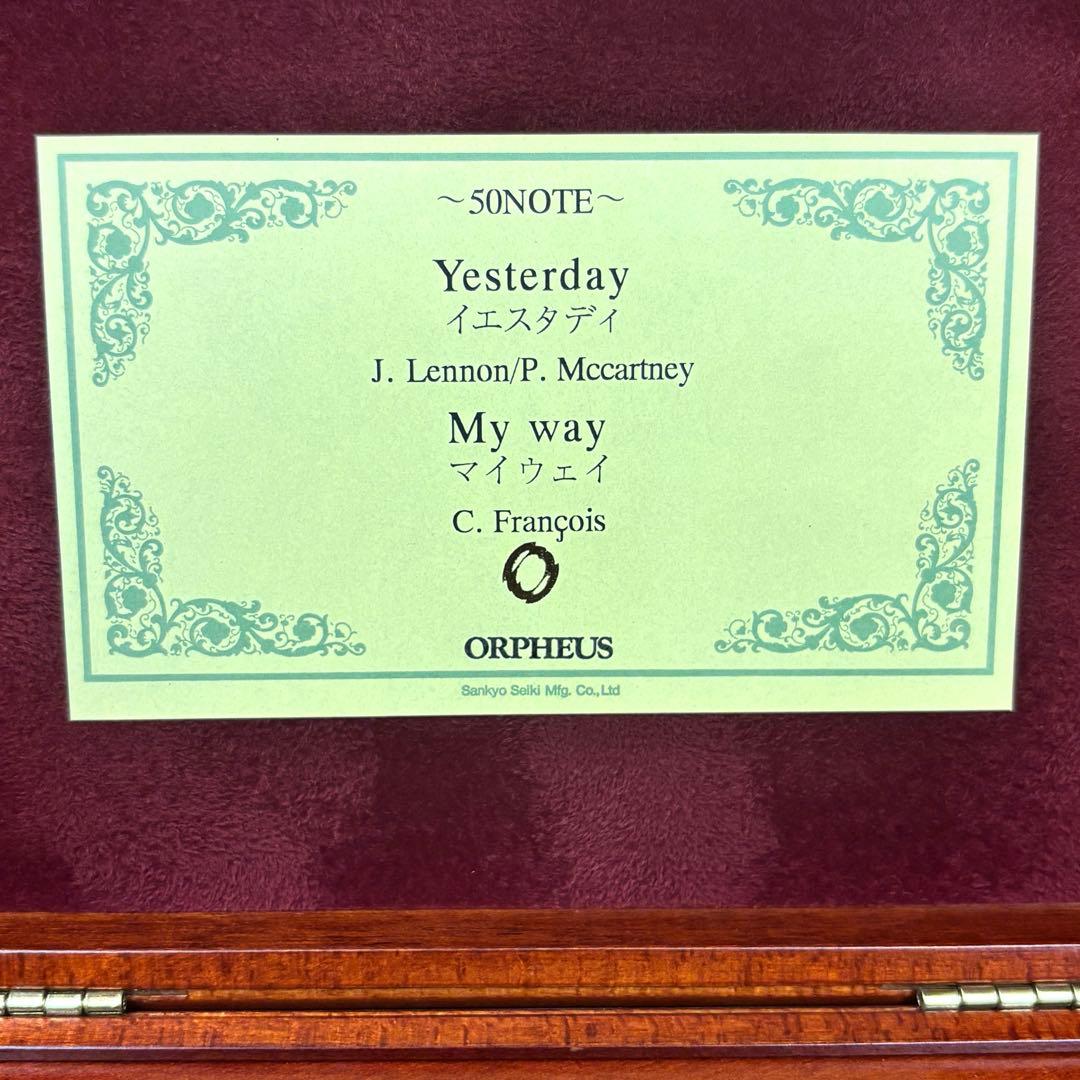 ～50NOTE～
Yesterday
イエスタディ
J. Lennon/P. Mccartney
My way
マイウェイ
C. François
ORPHEUS
Sankyo Seiki Mfg. Co.,Ltd